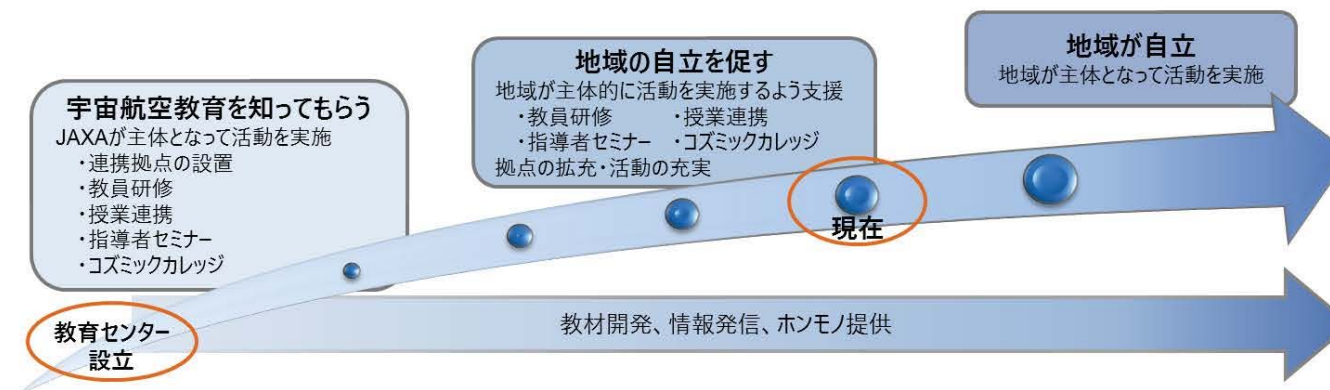 宇宙航空教育を知ってもらう
JAXAが主体となって活動を実施
・連携拠点の設置
・教員研修
・授業連携
・指導者セミナー
・コズミックカレッジ
地域の自立を促す
地域が主体的に活動を実施するよう支援
・教員研修 ・授業連携
・指導者セミナー ・コズミックカレッジ
拠点の拡充・活動の充実
地域が自立
地域が主体となって活動を実施
現在
教育センター
設立
教材開発、情報発信、ホンモノ提供